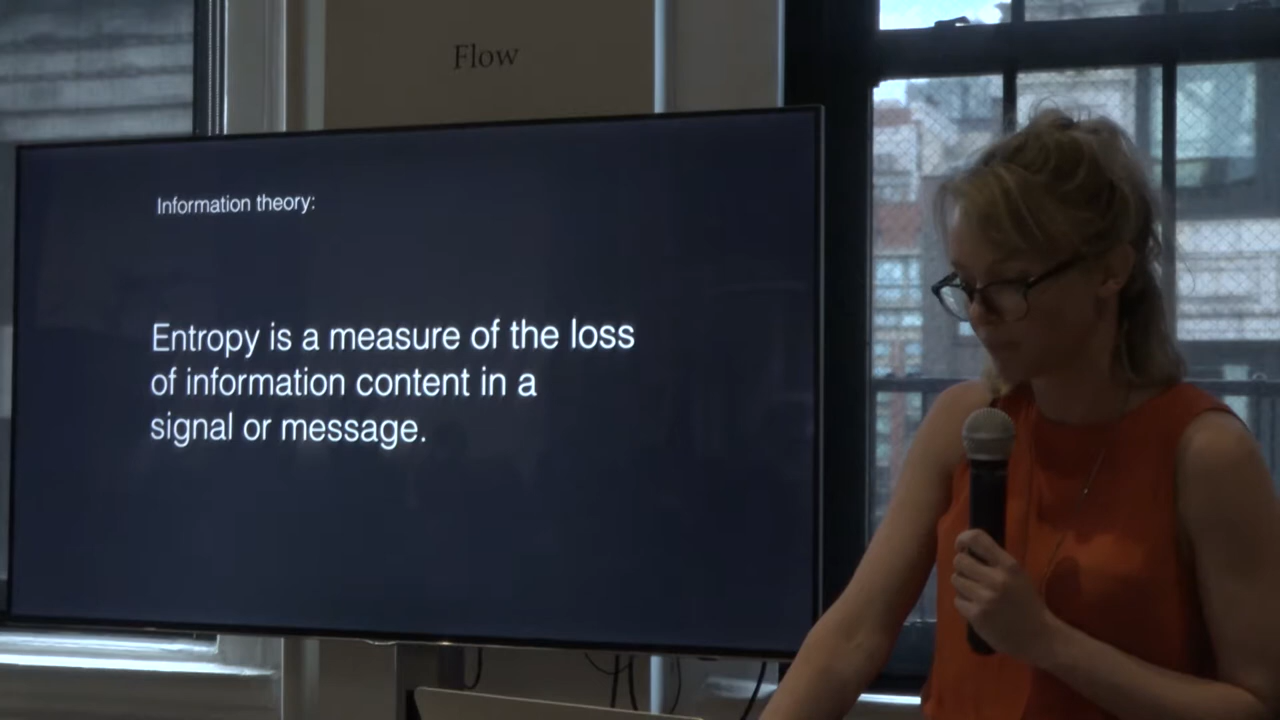 Flow
Information theory:
Entropy is a measure of the loss
of information content in a
signal or message.